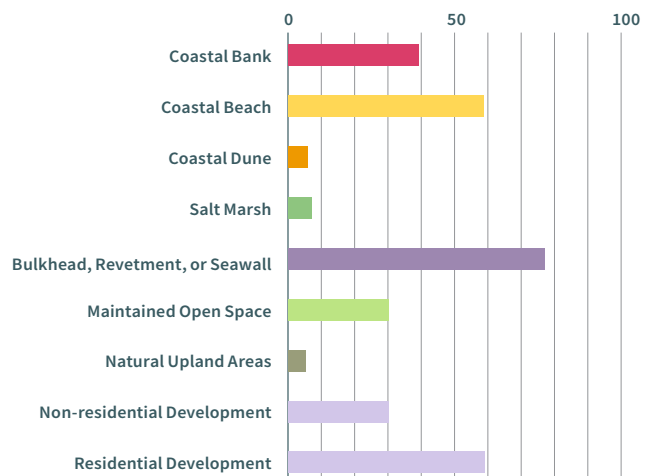 0 50 100
Coastal Bank
Coastal Beach
Coastal Dune
Salt Marsh
Bulkhead, Revetment, or Seawall
Maintained Open Space
Natural Upland Areas
Non-residential Development
Residential Development